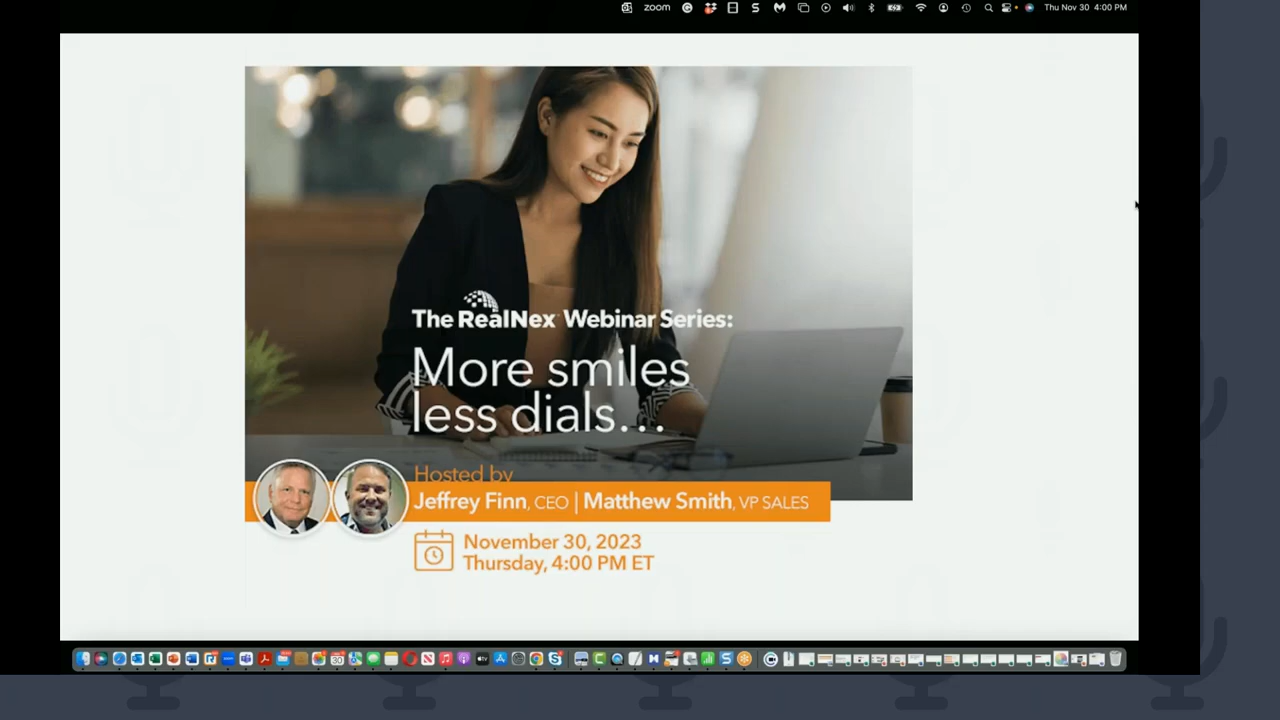 zoom
Thu Nov 30 4:00 PM
The RealNex Webinar Series:
More smiles
less dials...
Hosted by
Jeffrey Finn, CEO | Matthew Smith, VP SALES
November 30, 2023
Thursday, 4:00 PM ET